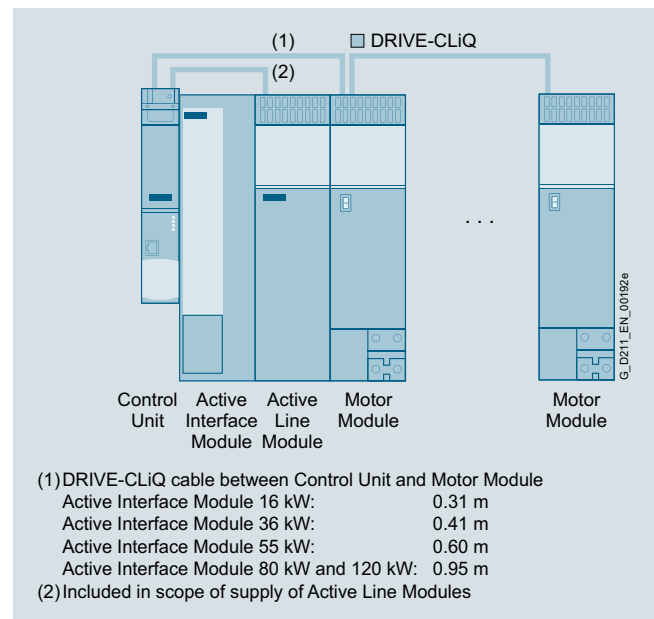 (1)
DRIVE-CLiQ
(2)
. . .
G_D211_EN_00192e
Control Unit
Active Interface Module
Active Line Module
Motor Module
Motor Module
(1) DRIVE-CLiQ cable between Control Unit and Motor Module
Active Interface Module 16 kW: 0.31 m
Active Interface Module 36 kW: 0.41 m
Active Interface Module 55 kW: 0.60 m
Active Interface Module 80 kW and 120 kW: 0.95 m
(2) Included in scope of supply of Active Line Modules